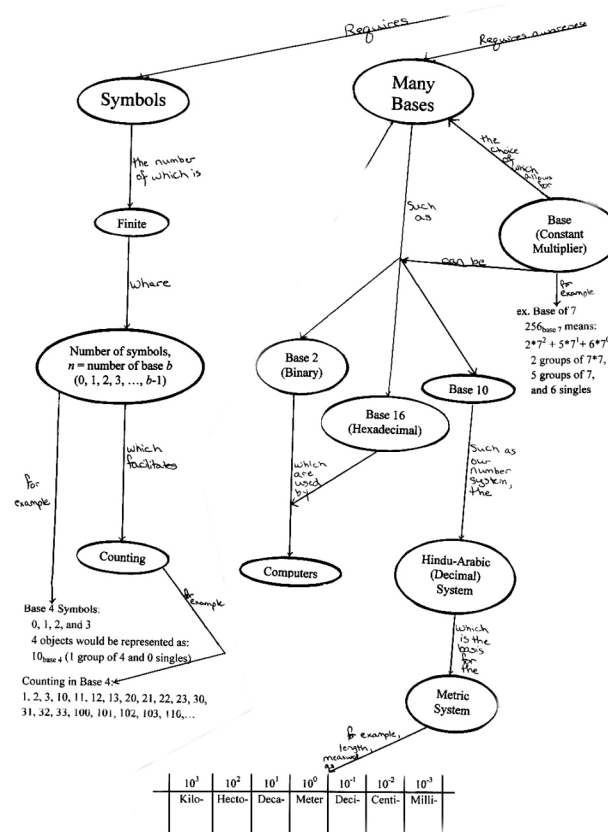 Requires
Requires awareness
Symbols
Many
Bases
the number
of which is
the
choice
of which
allows
for
Finite
Such
as
Base
(Constant
Multiplier)
where
can be
for
example
ex. Base of 7
256base 7 means:
2*7² + 5*7¹ + 6*7⁰
2 groups of 7*7,
5 groups of 7,
and 6 singles
Number of symbols,
n = number of base b
(0, 1, 2, 3, …, b-1)
Base 2
(Binary)
Base 10
Base 16
(Hexadecimal)
which
facilitates
for
example
which
are
used
by
Such as
our
number
system,
the
Counting
Computers
Hindu-Arabic
(Decimal)
System
for
example
Base 4 Symbols:
0, 1, 2, and 3
4 objects would be represented as:
10base 4 (1 group of 4 and 0 singles)
Counting in Base 4:
1, 2, 3, 10, 11, 12, 13, 20, 21, 22, 23, 30,
31, 32, 33, 100, 101, 102, 103, 110,…
which
is the
basis
for
the
Metric
System
for example,
length,
measured
as
10³ 10² 10¹ 10⁰ 10⁻¹ 10⁻² 10⁻³
Kilo- Hecto- Deca- Meter Deci- Centi- Milli-